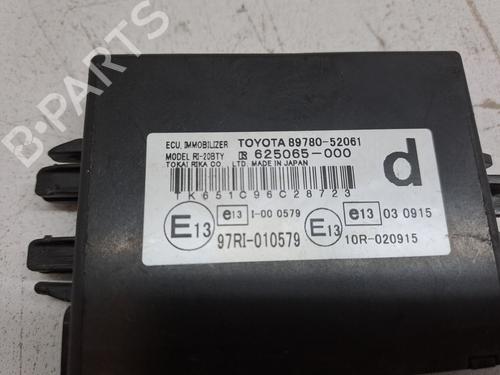 B-PARTS
ECU, IMMOBILIZER TOYOTA 89780-52061
MODEL RI-20BTY 625065-000
TOKAI RIKA CO., LTD. MADE IN JAPAN
d
TK651C96C28723
E13 e13 I-00 0579 E13 e13 03 0915
97RI-010579 10R-020915